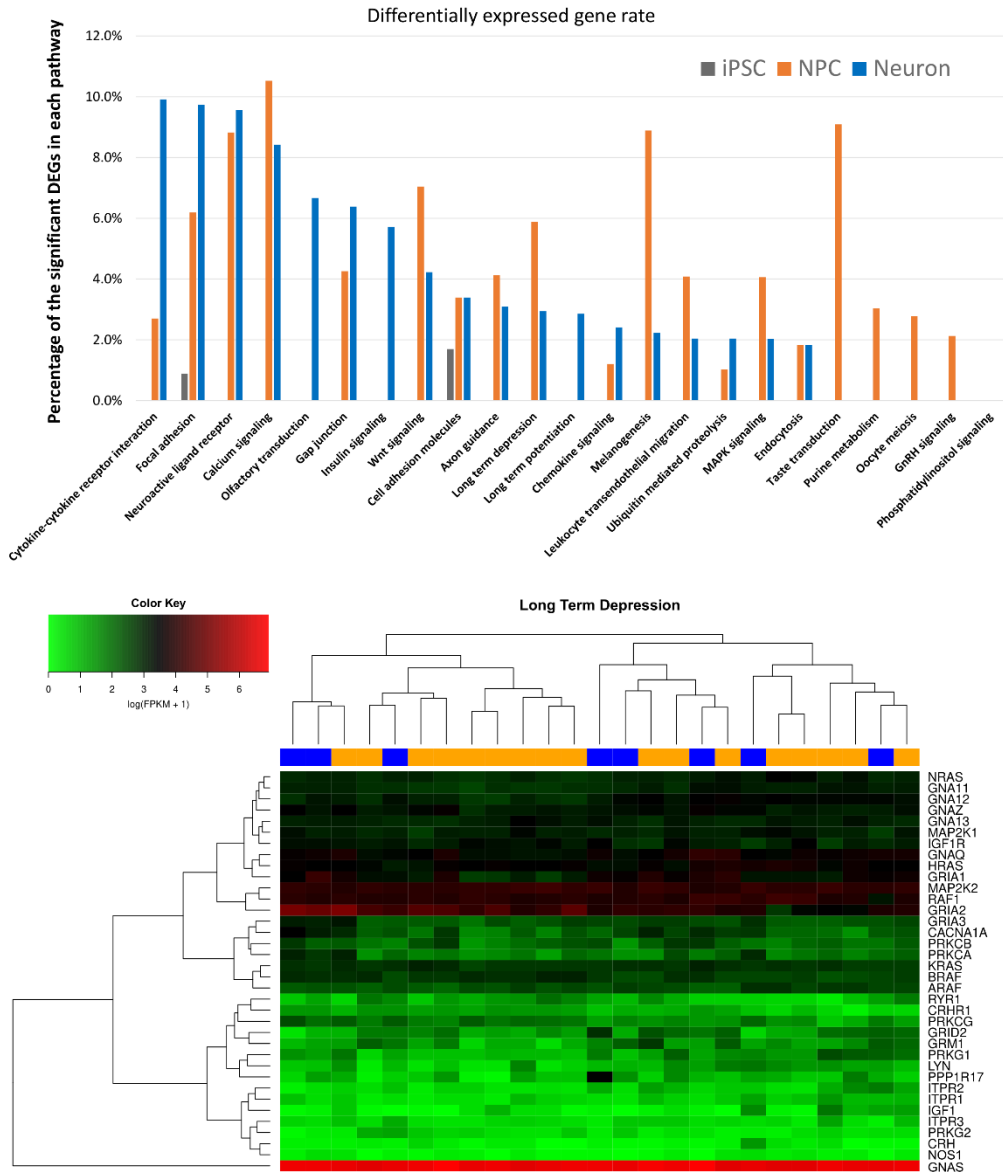 Differentially expressed gene rate
Percentage of the significant DEGs in each pathway
12.0%
10.0%
8.0%
6.0%
4.0%
2.0%
0.0%
iPSC NPC Neuron
Cytokine-cytokine receptor interaction
Focal adhesion
Neuroactive ligand receptor
Calcium signaling
Olfactory transduction
Gap junction
Insulin signaling
Wnt signaling
Cell adhesion molecules
Axon guidance
Long term depression
Long term potentiation
Chemokine signaling
Melanogenesis
Leukocyte transendothelial migration
Ubiquitin mediated proteolysis
MAPK signaling
Endocytosis
Taste transduction
Purine metabolism
Oocyte meiosis
GnRH signaling
Phosphatidylinositol signaling
Color Key
0 1 2 3 4 5 6
log(FPKM + 1)
Long Term Depression
NRAS
GNA11
GNA12
GNAZ
GNA13
MAP2K1
IGF1R
GNAQ
HRAS
GRIA1
MAP2K2
RAF1
GRIA2
GRIA3
CACNA1A
PRKCB
PRKCA
KRAS
BRAF
ARAF
RYR1
CRHR1
PRKCG
GRID2
GRM1
PRKG1
LYN
PPP1R17
ITPR2
ITPR1
IGF1
ITPR3
PRKG2
CRH
NOS1
GNAS